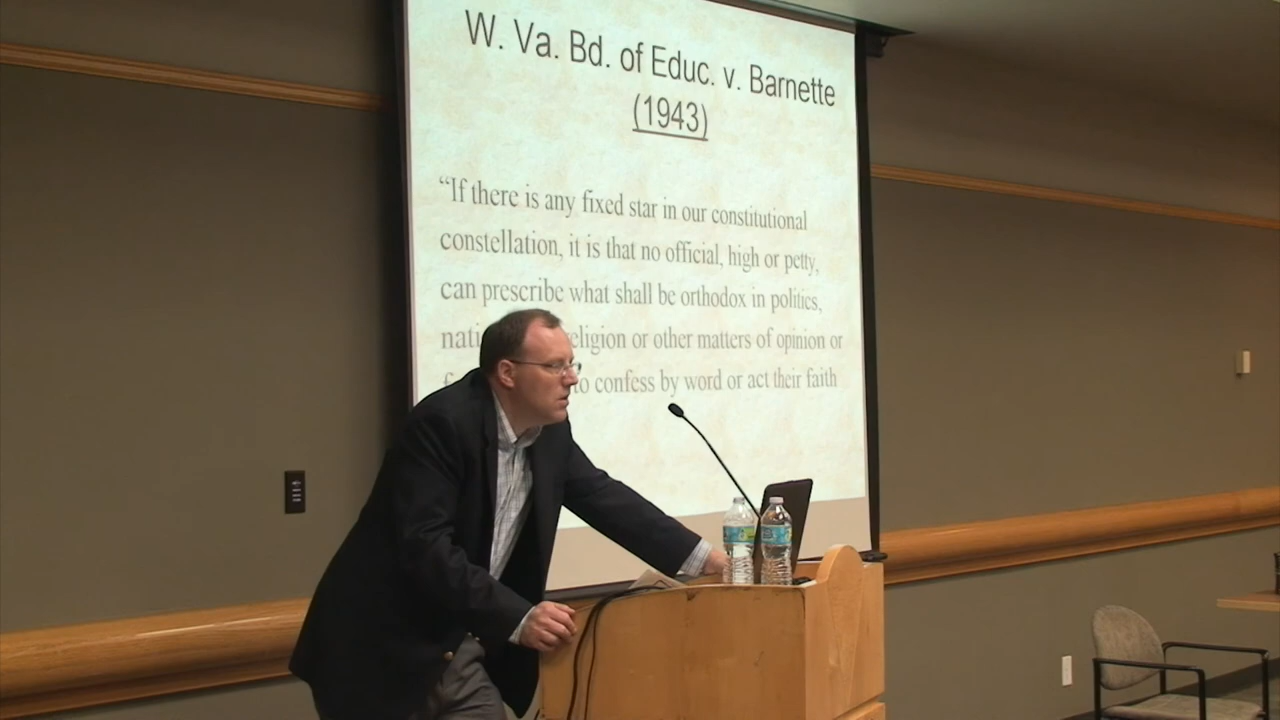 W. Va. Bd. of Educ. v. Barnette
(1943)
“If there is any fixed star in our constitutional
constellation, it is that no official, high or petty,
can prescribe what shall be orthodox in politics,
religion or other matters of opinion or
to confess by word or act their faith